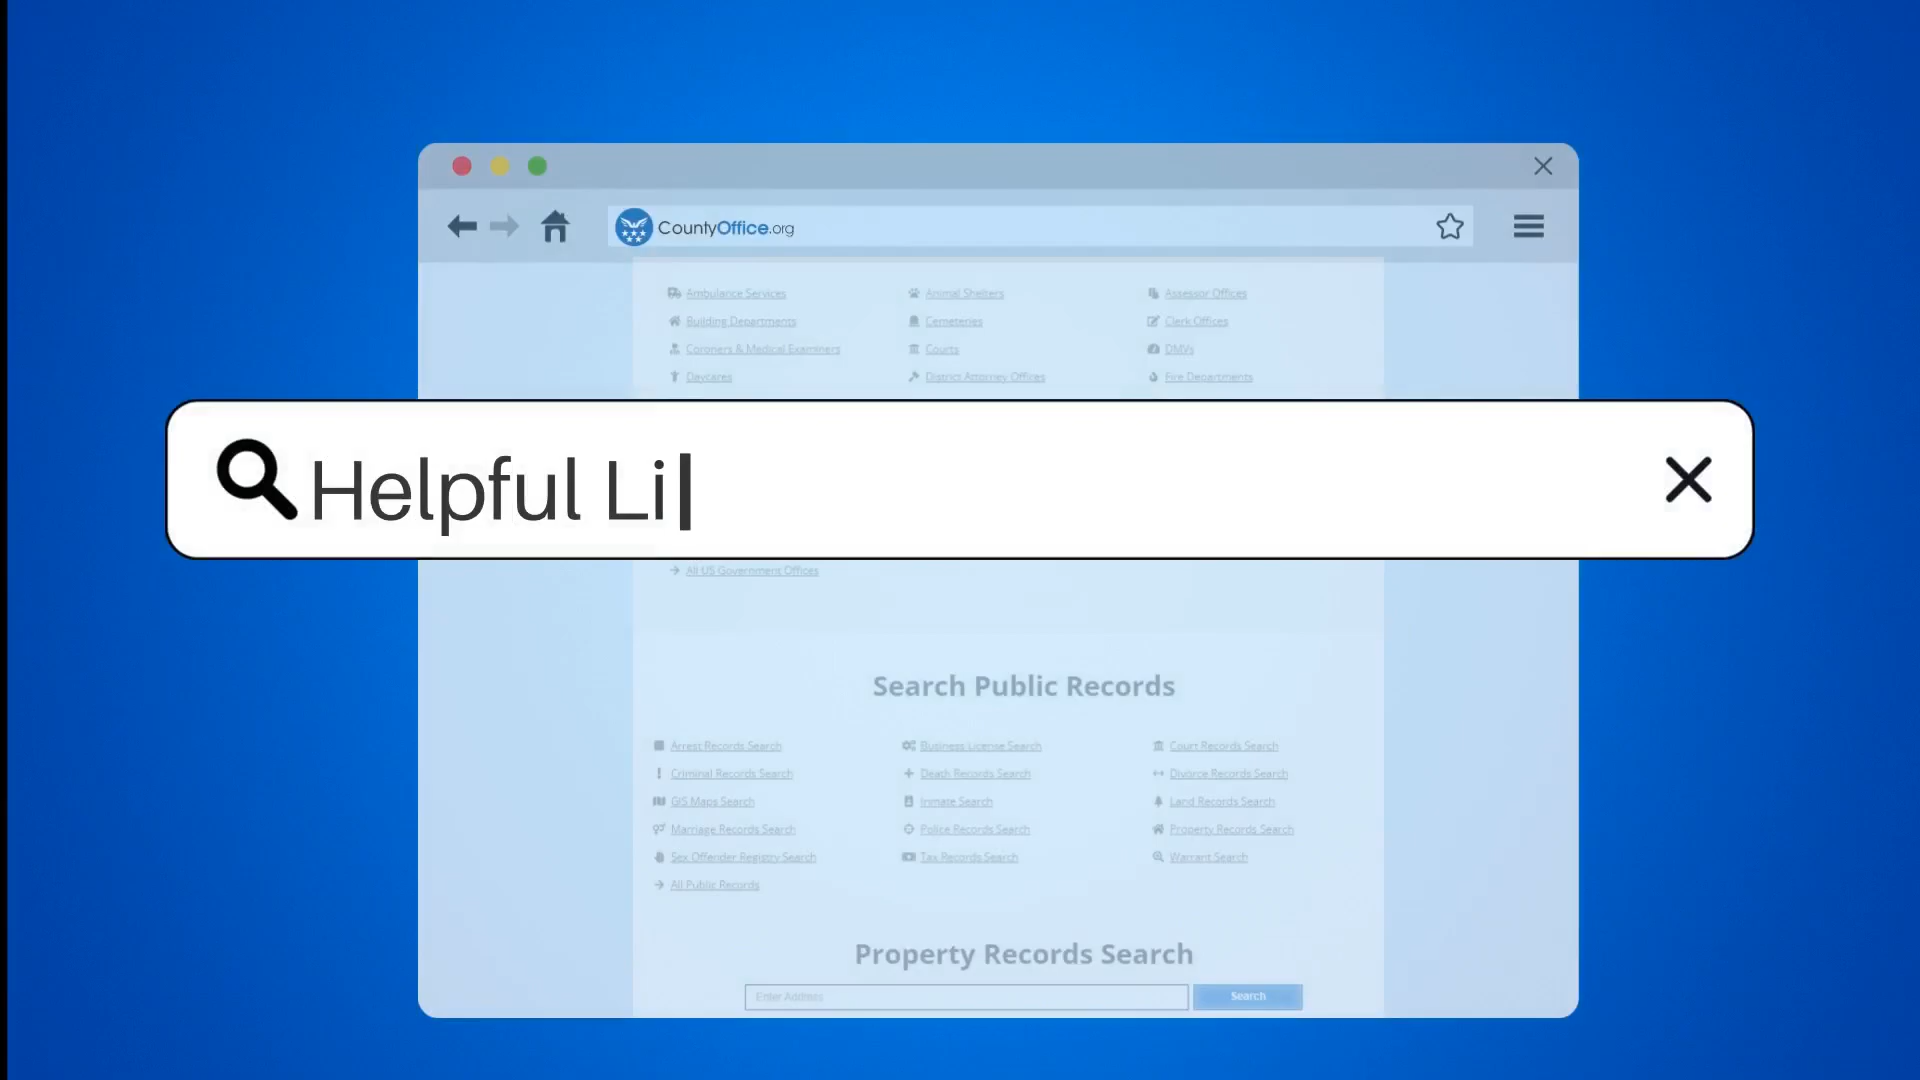 CountyOffice.org
Ambulance Services Animal Shelters Assessor Offices
Building Departments Cemeteries Clerk Offices
Coroners & Medical Examiners Courts DMVs
Daycares District Attorney Offices Fire Departments
Helpful Li
All US Government Offices
Search Public Records
Arrest Records Search Business License Search Court Records Search
Criminal Records Search Death Records Search Divorce Records Search
GIS Maps Search Inmate Search Land Records Search
Marriage Records Search Police Records Search Property Records Search
Sex Offender Registry Search Tax Records Search Warrant Search
All Public Records
Property Records Search
Enter Address Search